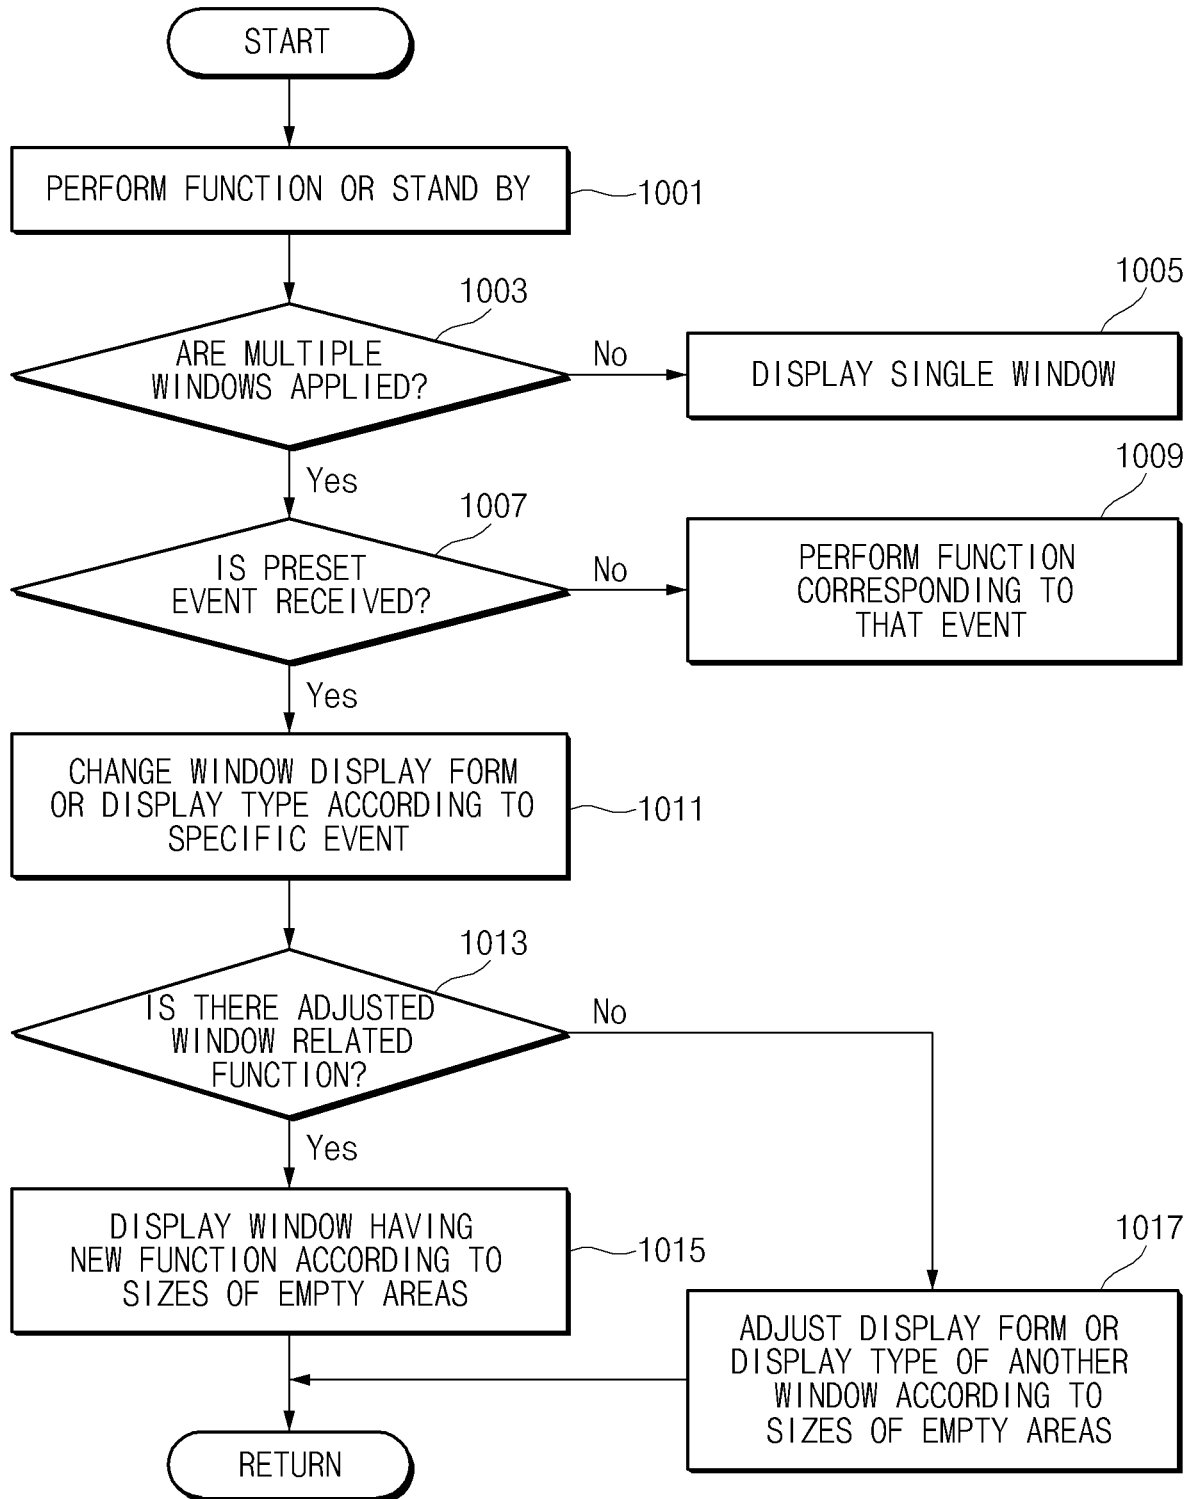 START
PERFORM FUNCTION OR STAND BY
1001
1003
ARE MULTIPLE
WINDOWS APPLIED?
No
1005
DISPLAY SINGLE WINDOW
Yes
1007
IS PRESET
EVENT RECEIVED?
No
1009
PERFORM FUNCTION
CORRESPONDING TO
THAT EVENT
Yes
CHANGE WINDOW DISPLAY FORM
OR DISPLAY TYPE ACCORDING TO
SPECIFIC EVENT
1011
1013
IS THERE ADJUSTED
WINDOW RELATED
FUNCTION?
No
Yes
DISPLAY WINDOW HAVING
NEW FUNCTION ACCORDING TO
SIZES OF EMPTY AREAS
1015
1017
ADJUST DISPLAY FORM OR
DISPLAY TYPE OF ANOTHER
WINDOW ACCORDING TO
SIZES OF EMPTY AREAS
RETURN